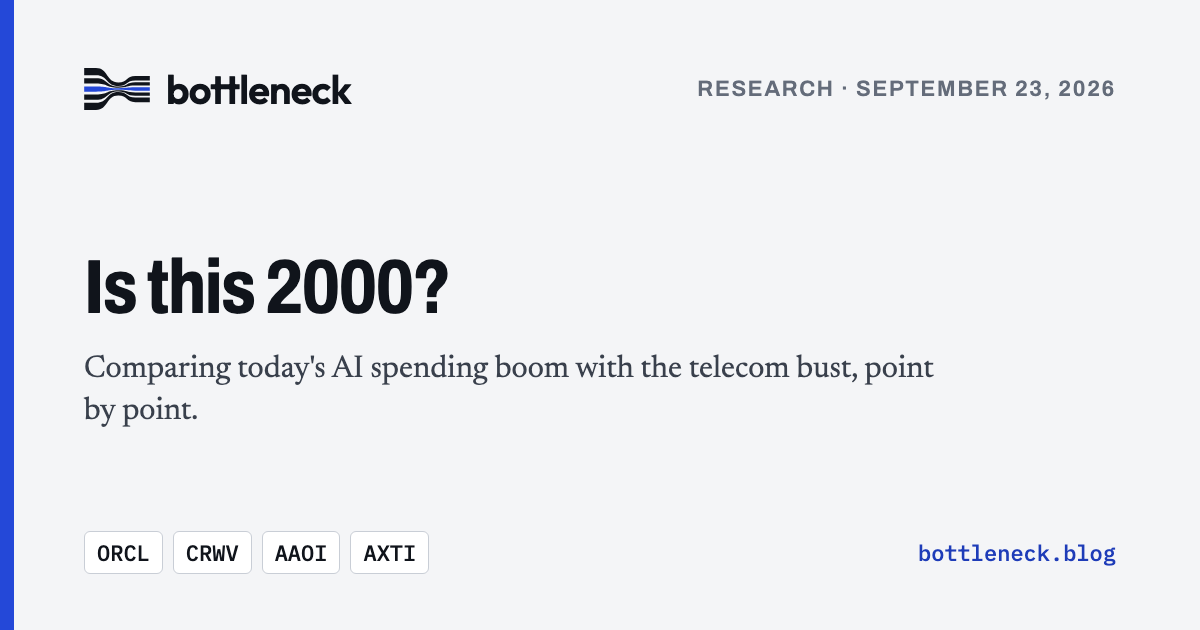 bottleneck
RESEARCH · SEPTEMBER 23, 2026
Is this 2000?
Comparing today's AI spending boom with the telecom bust, point
by point.
ORCL CRWV AAOI AXTI
bottleneck.blog